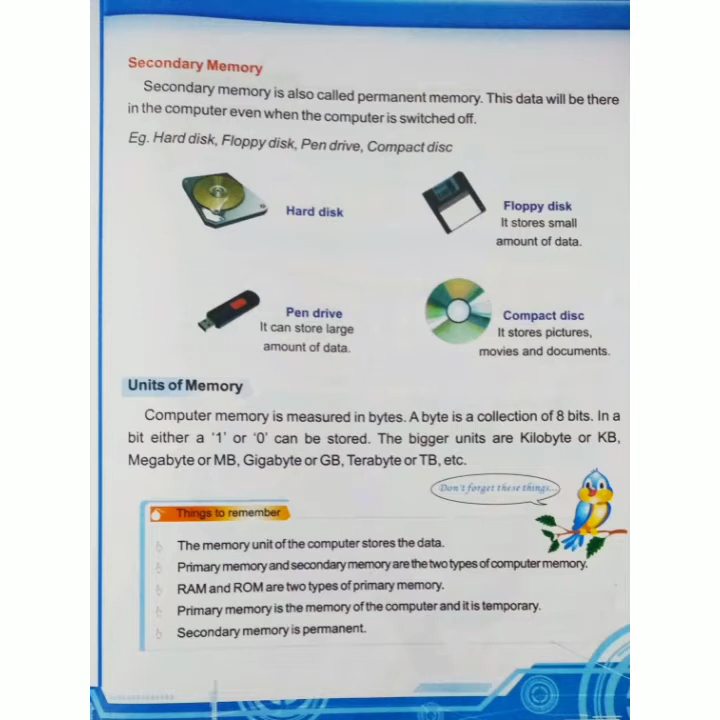 Secondary Memory
Secondary memory is also called permanent memory. This data will be there
in the computer even when the computer is switched off.
Eg. Hard disk, Floppy disk, Pen drive, Compact disc
Hard disk
Floppy disk
It stores small
amount of data.
Pen drive
It can store large
amount of data.
Compact disc
It stores pictures,
movies and documents.
Units of Memory
Computer memory is measured in bytes. A byte is a collection of 8 bits. In a
bit either a '1' or '0' can be stored. The bigger units are Kilobyte or KB,
Megabyte or MB, Gigabyte or GB, Terabyte or TB, etc.
Don't forget these things...
Things to remember
The memory unit of the computer stores the data.
Primary memory and secondary memory are the two types of computer memory.
RAM and ROM are two types of primary memory.
Primary memory is the memory of the computer and it is temporary.
Secondary memory is permanent.